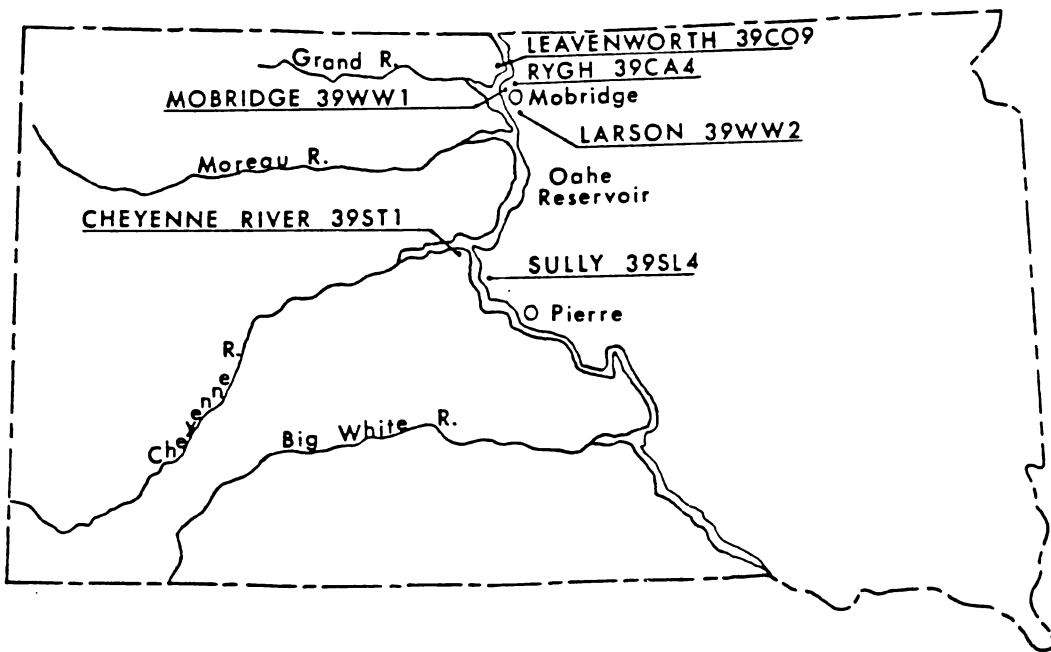 LEAVENWORTH 39CO9
Grand R.
RYGH 39CA4
MOBRIDGE 39WW1
Mobridge
LARSON 39WW2
Moreau R.
Oahe
Reservoir
CHEYENNE RIVER 39ST1
SULLY 39SL4
Pierre
Cheyenne R.
Big White R.